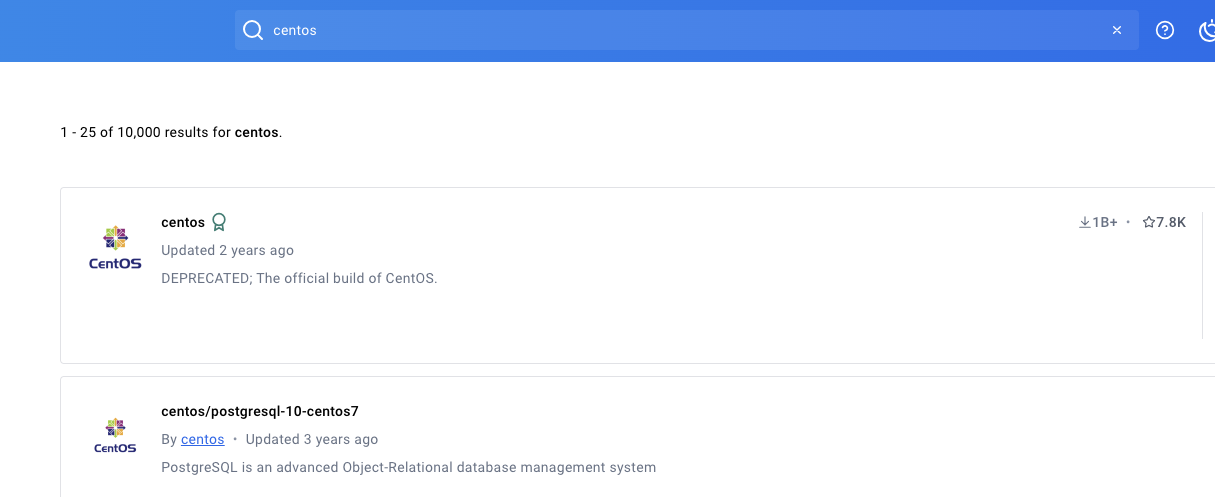 centos
1 - 25 of 10,000 results for centos.
centos
1B+ • 7.8K
Updated 2 years ago
CentOS
DEPRECATED; The official build of CentOS.
centos/postgresql-10-centos7
By centos • Updated 3 years ago
CentOS
PostgreSQL is an advanced Object-Relational database management system